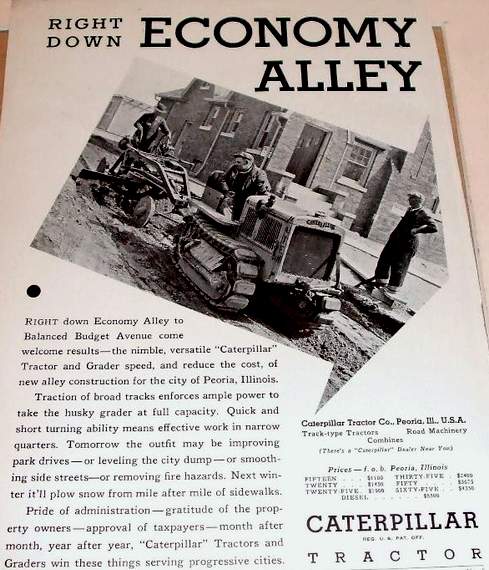 RIGHT DOWN ECONOMY ALLEY
CATERPILLAR
RIGHT down Economy Alley to
Balanced Budget Avenue come
welcome results—the nimble, versatile "Caterpillar"
Tractor and Grader speed, and reduce the cost, of
new alley construction for the city of Peoria, Illinois.
Traction of broad tracks enforces ample power to
take the husky grader at full capacity. Quick and
short turning ability means effective work in narrow
quarters. Tomorrow the outfit may be improving
park drives—or leveling the city dump—or smooth-
ing side streets—or removing fire hazards. Next win-
ter it'll plow snow from mile after mile of sidewalks.
Pride of administration—gratitude of the prop-
erty owners—approval of taxpayers—month after
month, year after year, "Caterpillar" Tractors and
Graders win these things serving progressive cities.
Caterpillar Tractor Co., Peoria, Ill., U.S.A.
Track-type Tractors Road Machinery
Combines
(There's a "Caterpillar" Dealer Near You)
Prices—f. o. b. Peoria, Illinois
FIFTEEN . . $1100 THIRTY-FIVE . $2400
TWENTY . . $1450 FIFTY . . $3675
TWENTY-FIVE . $1900 SIXTY-FIVE . $4350
DIESEL . . $6500
CATERPILLAR
REG. U. S. PAT. OFF.
TRACTOR